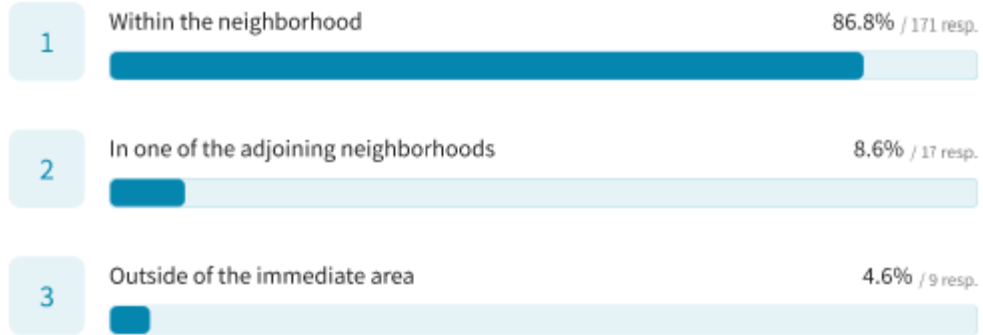 1
Within the neighborhood 86.8% / 171 resp.
2
In one of the adjoining neighborhoods 8.6% / 17 resp.
3
Outside of the immediate area 4.6% / 9 resp.